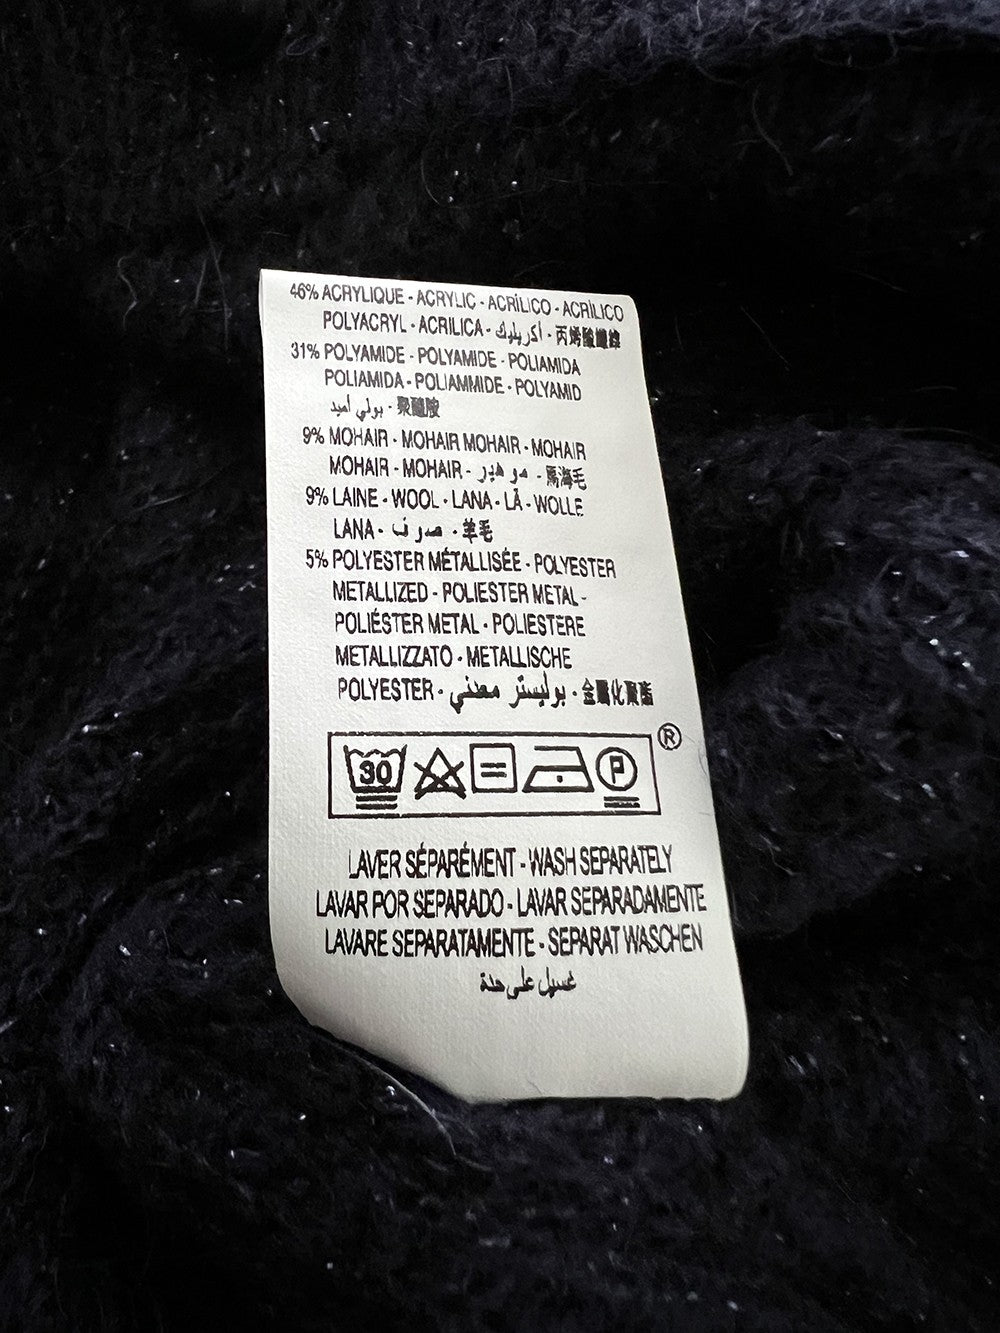 46% ACRYLIQUE - ACRYLIC - ACRÍLICO - ACRÍLICO
POLYACRYL - ACRILICA - أكريليك - 丙烯酸纖維
31% POLYAMIDE - POLYAMIDE - POLIAMIDA
POLIAMIDA - POLIAMMIDE - POLYAMID
بولي اميد - 聚醯胺
9% MOHAIR - MOHAIR MOHAIR - MOHAIR
MOHAIR - MOHAIR - موهير - 馬海毛
9% LAINE - WOOL - LANA - LÃ - WOLLE
LANA - صوف - 羊毛
5% POLYESTER MÉTALLISÉE - POLYESTER
METALLIZED - POLIESTER METAL -
POLIÉSTER METAL - POLIESTERE
METALLIZZATO - METALLISCHE
POLYESTER - بوليستر معدني - 金屬化聚酯
30 P ®
LAVER SÉPARÉMENT - WASH SEPARATELY
LAVAR POR SEPARADO - LAVAR SEPARADAMENTE
LAVARE SEPARATAMENTE - SEPARAT WASCHEN
غسيل على حدة